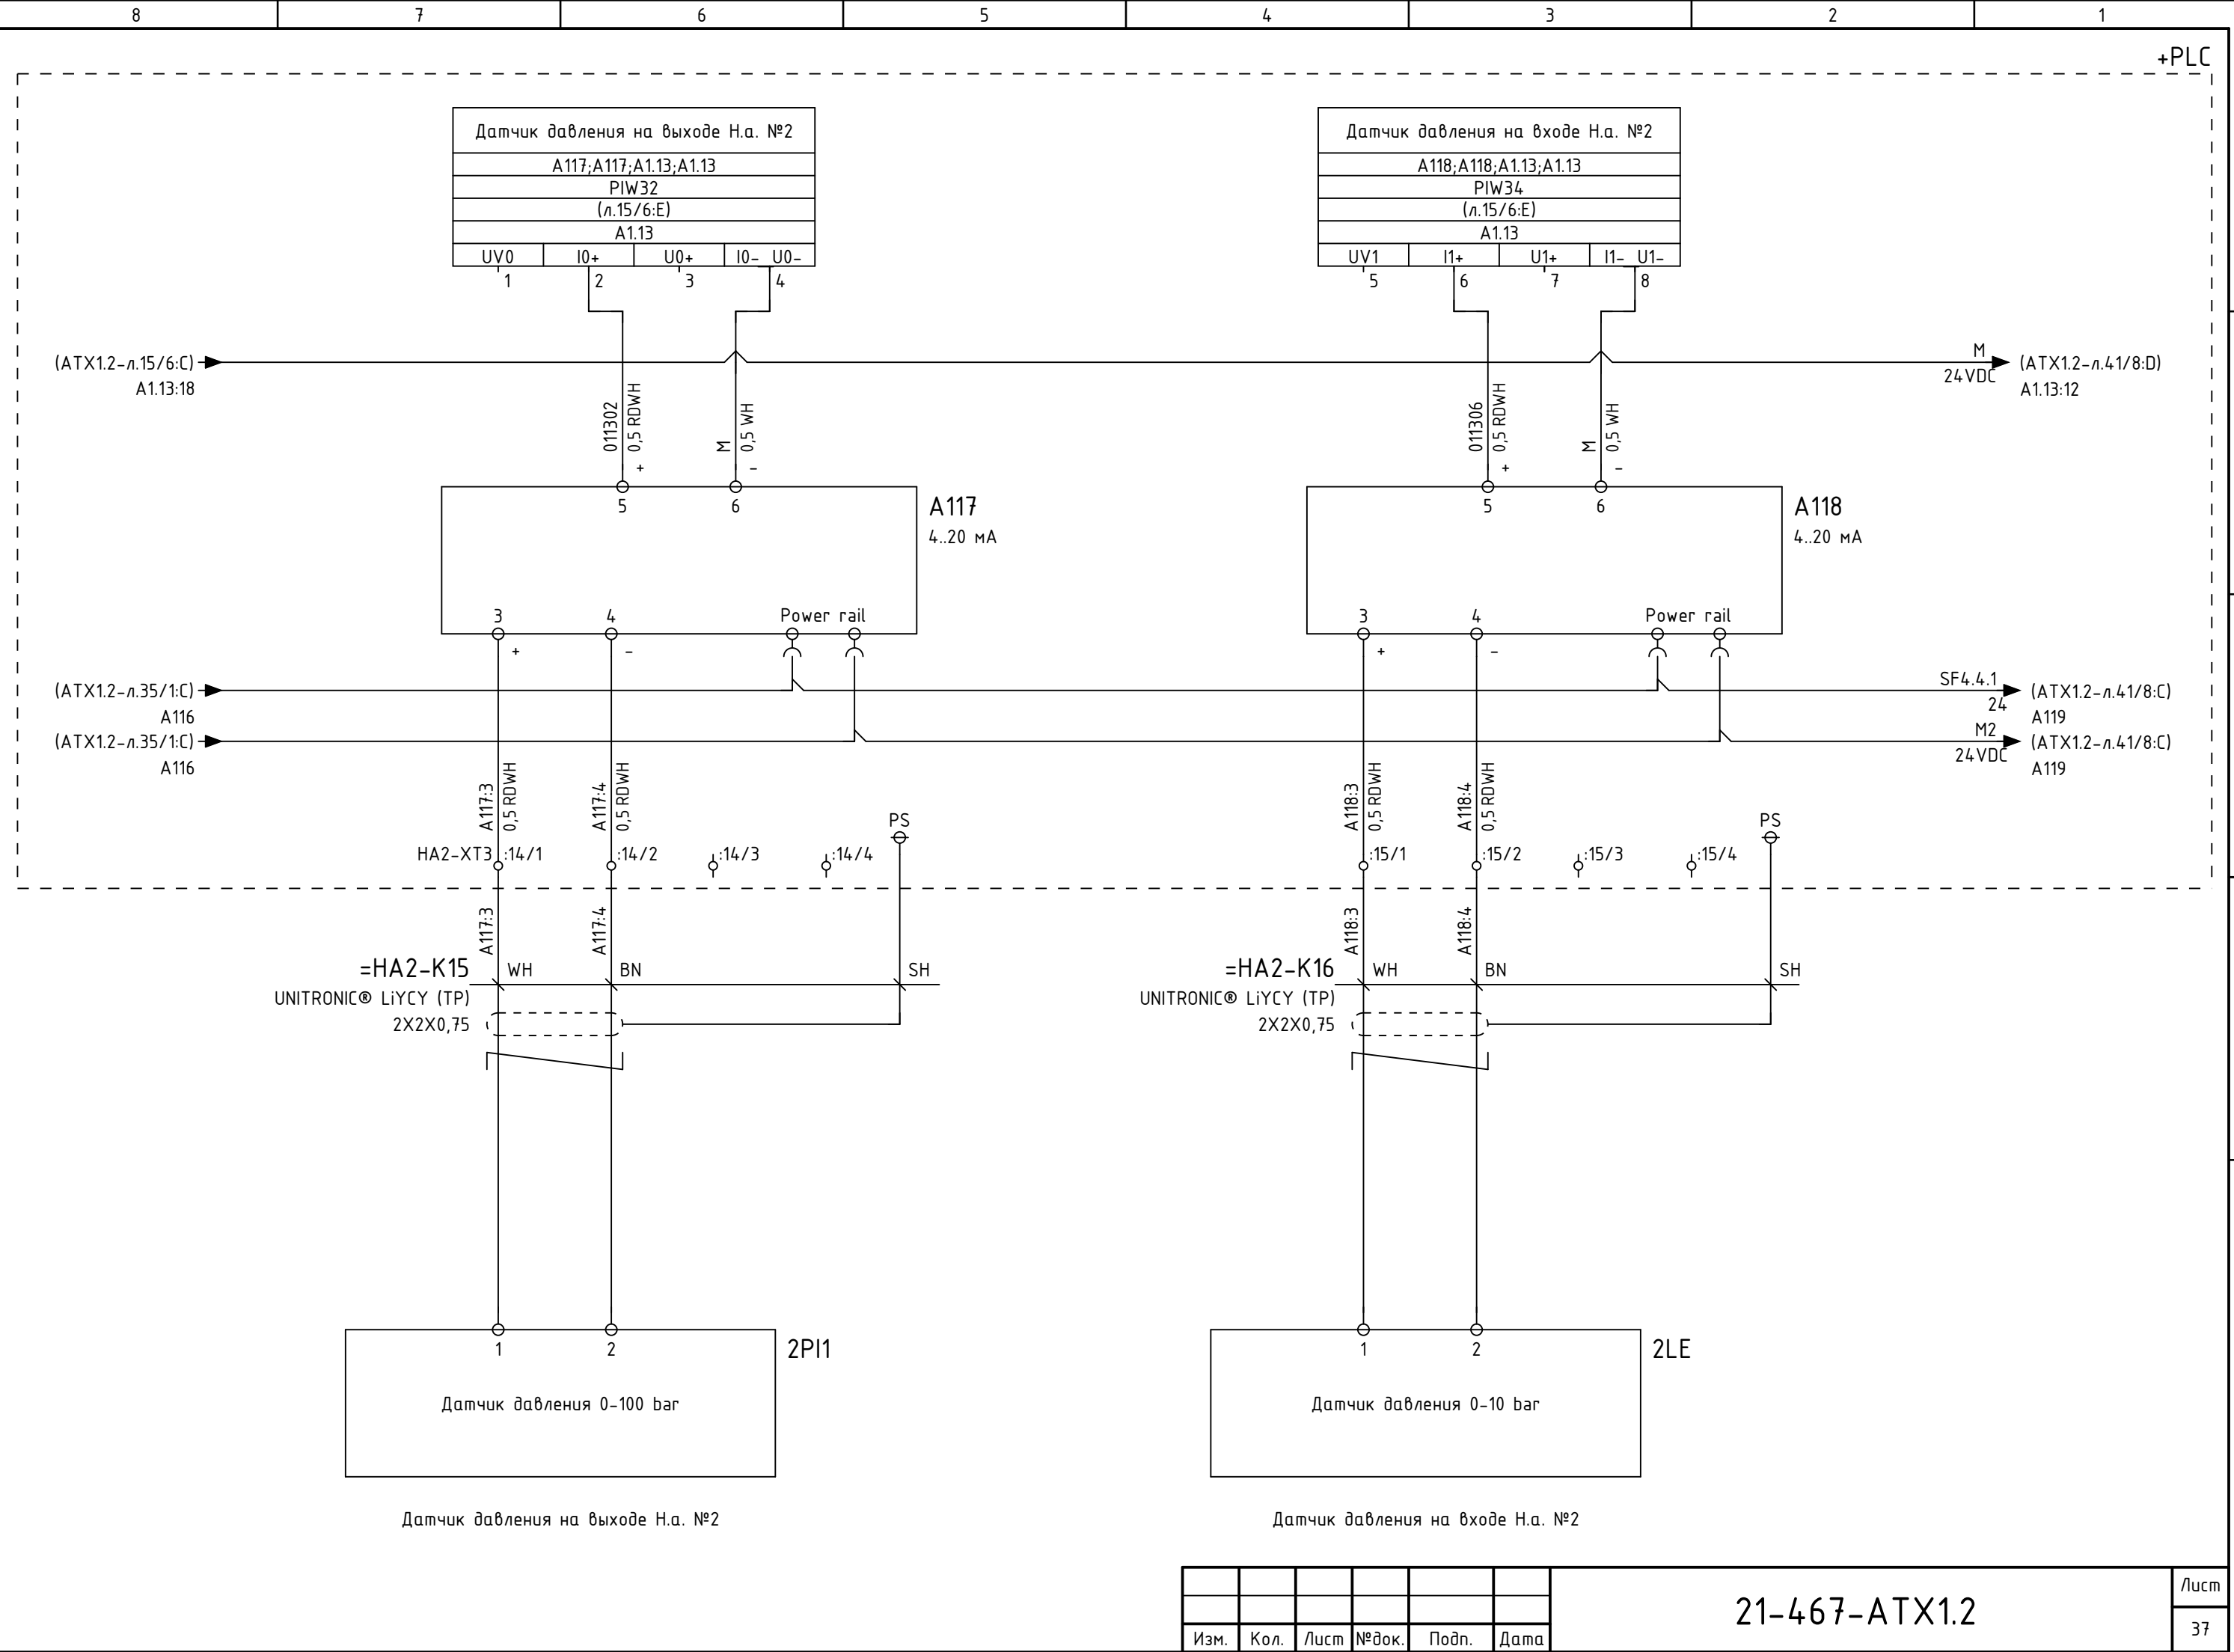 8 7 6 5 4 3 2 1
+PLC
Датчик давления на выходе Н.а. №2
A117;A117;A1.13;A1.13
PIW32
(л.15/6:E)
A1.13
UV0 I0+ U0+ I0- U0-
1 2 3 4
Датчик давления на входе Н.а. №2
A118;A118;A1.13;A1.13
PIW34
(л.15/6:E)
A1.13
UV1 I1+ U1+ I1- U1-
5 6 7 8
(ATX1.2-л.15/6:C)
A1.13:18
M
24VDC
(ATX1.2-л.41/8:D)
A1.13:12
011302
0,5 RDWH
M
0,5 WH
+ -
011306
0,5 RDWH
M
0,5 WH
+ -
5 6
A117
4..20 мА
3 4 Power rail
+ -
5 6
A118
4..20 мА
3 4 Power rail
+ -
(ATX1.2-л.35/1:C)
A116
(ATX1.2-л.35/1:C)
A116
SF4.4.1
24
(ATX1.2-л.41/8:C)
A119
M2
24VDC
(ATX1.2-л.41/8:C)
A119
A117:3
0,5 RDWH
A117:4
0,5 RDWH
PS
HA2-XT3 :14/1 :14/2 :14/3 :14/4
A118:3
0,5 RDWH
A118:4
0,5 RDWH
PS
:15/1 :15/2 :15/3 :15/4
A117:3
A117:4
=HA2-K15 WH BN SH
UNITRONIC® LiYCY (TP)
2X2X0,75
A118:3
A118:4
=HA2-K16 WH BN SH
UNITRONIC® LiYCY (TP)
2X2X0,75
1 2
2PI1
Датчик давления 0-100 bar
Датчик давления на выходе Н.а. №2
1 2
2LE
Датчик давления 0-10 bar
Датчик давления на входе Н.а. №2
Изм. Кол. Лист №док. Подп. Дата
21-467-ATX1.2
Лист
37